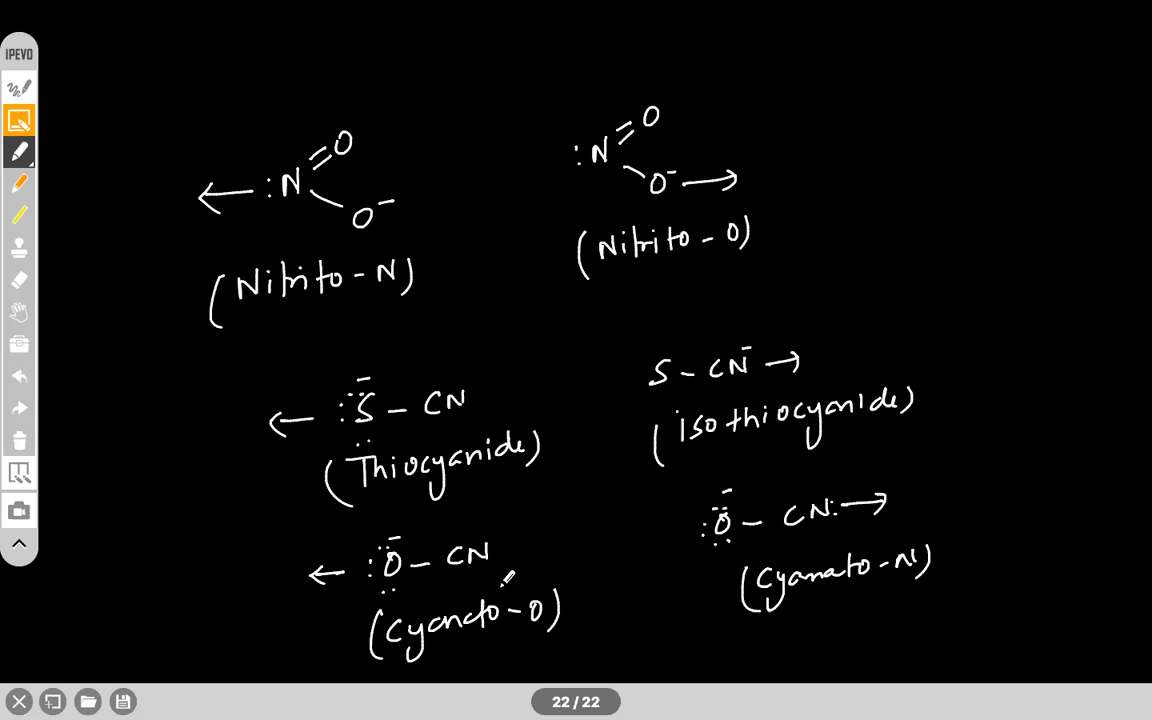 IPEVO
O
:N = O
O⁻
(Nitrito - N)
:N = O
O⁻ →
(Nitrito - O)
← :S̄ - CN
(Thiocyanide)
S - CN̄ →
(isothiocyanide)
← :Ō - CN
(Cyanato - O)
:Ō - CN: →
(Cyanato - N)
22 / 22